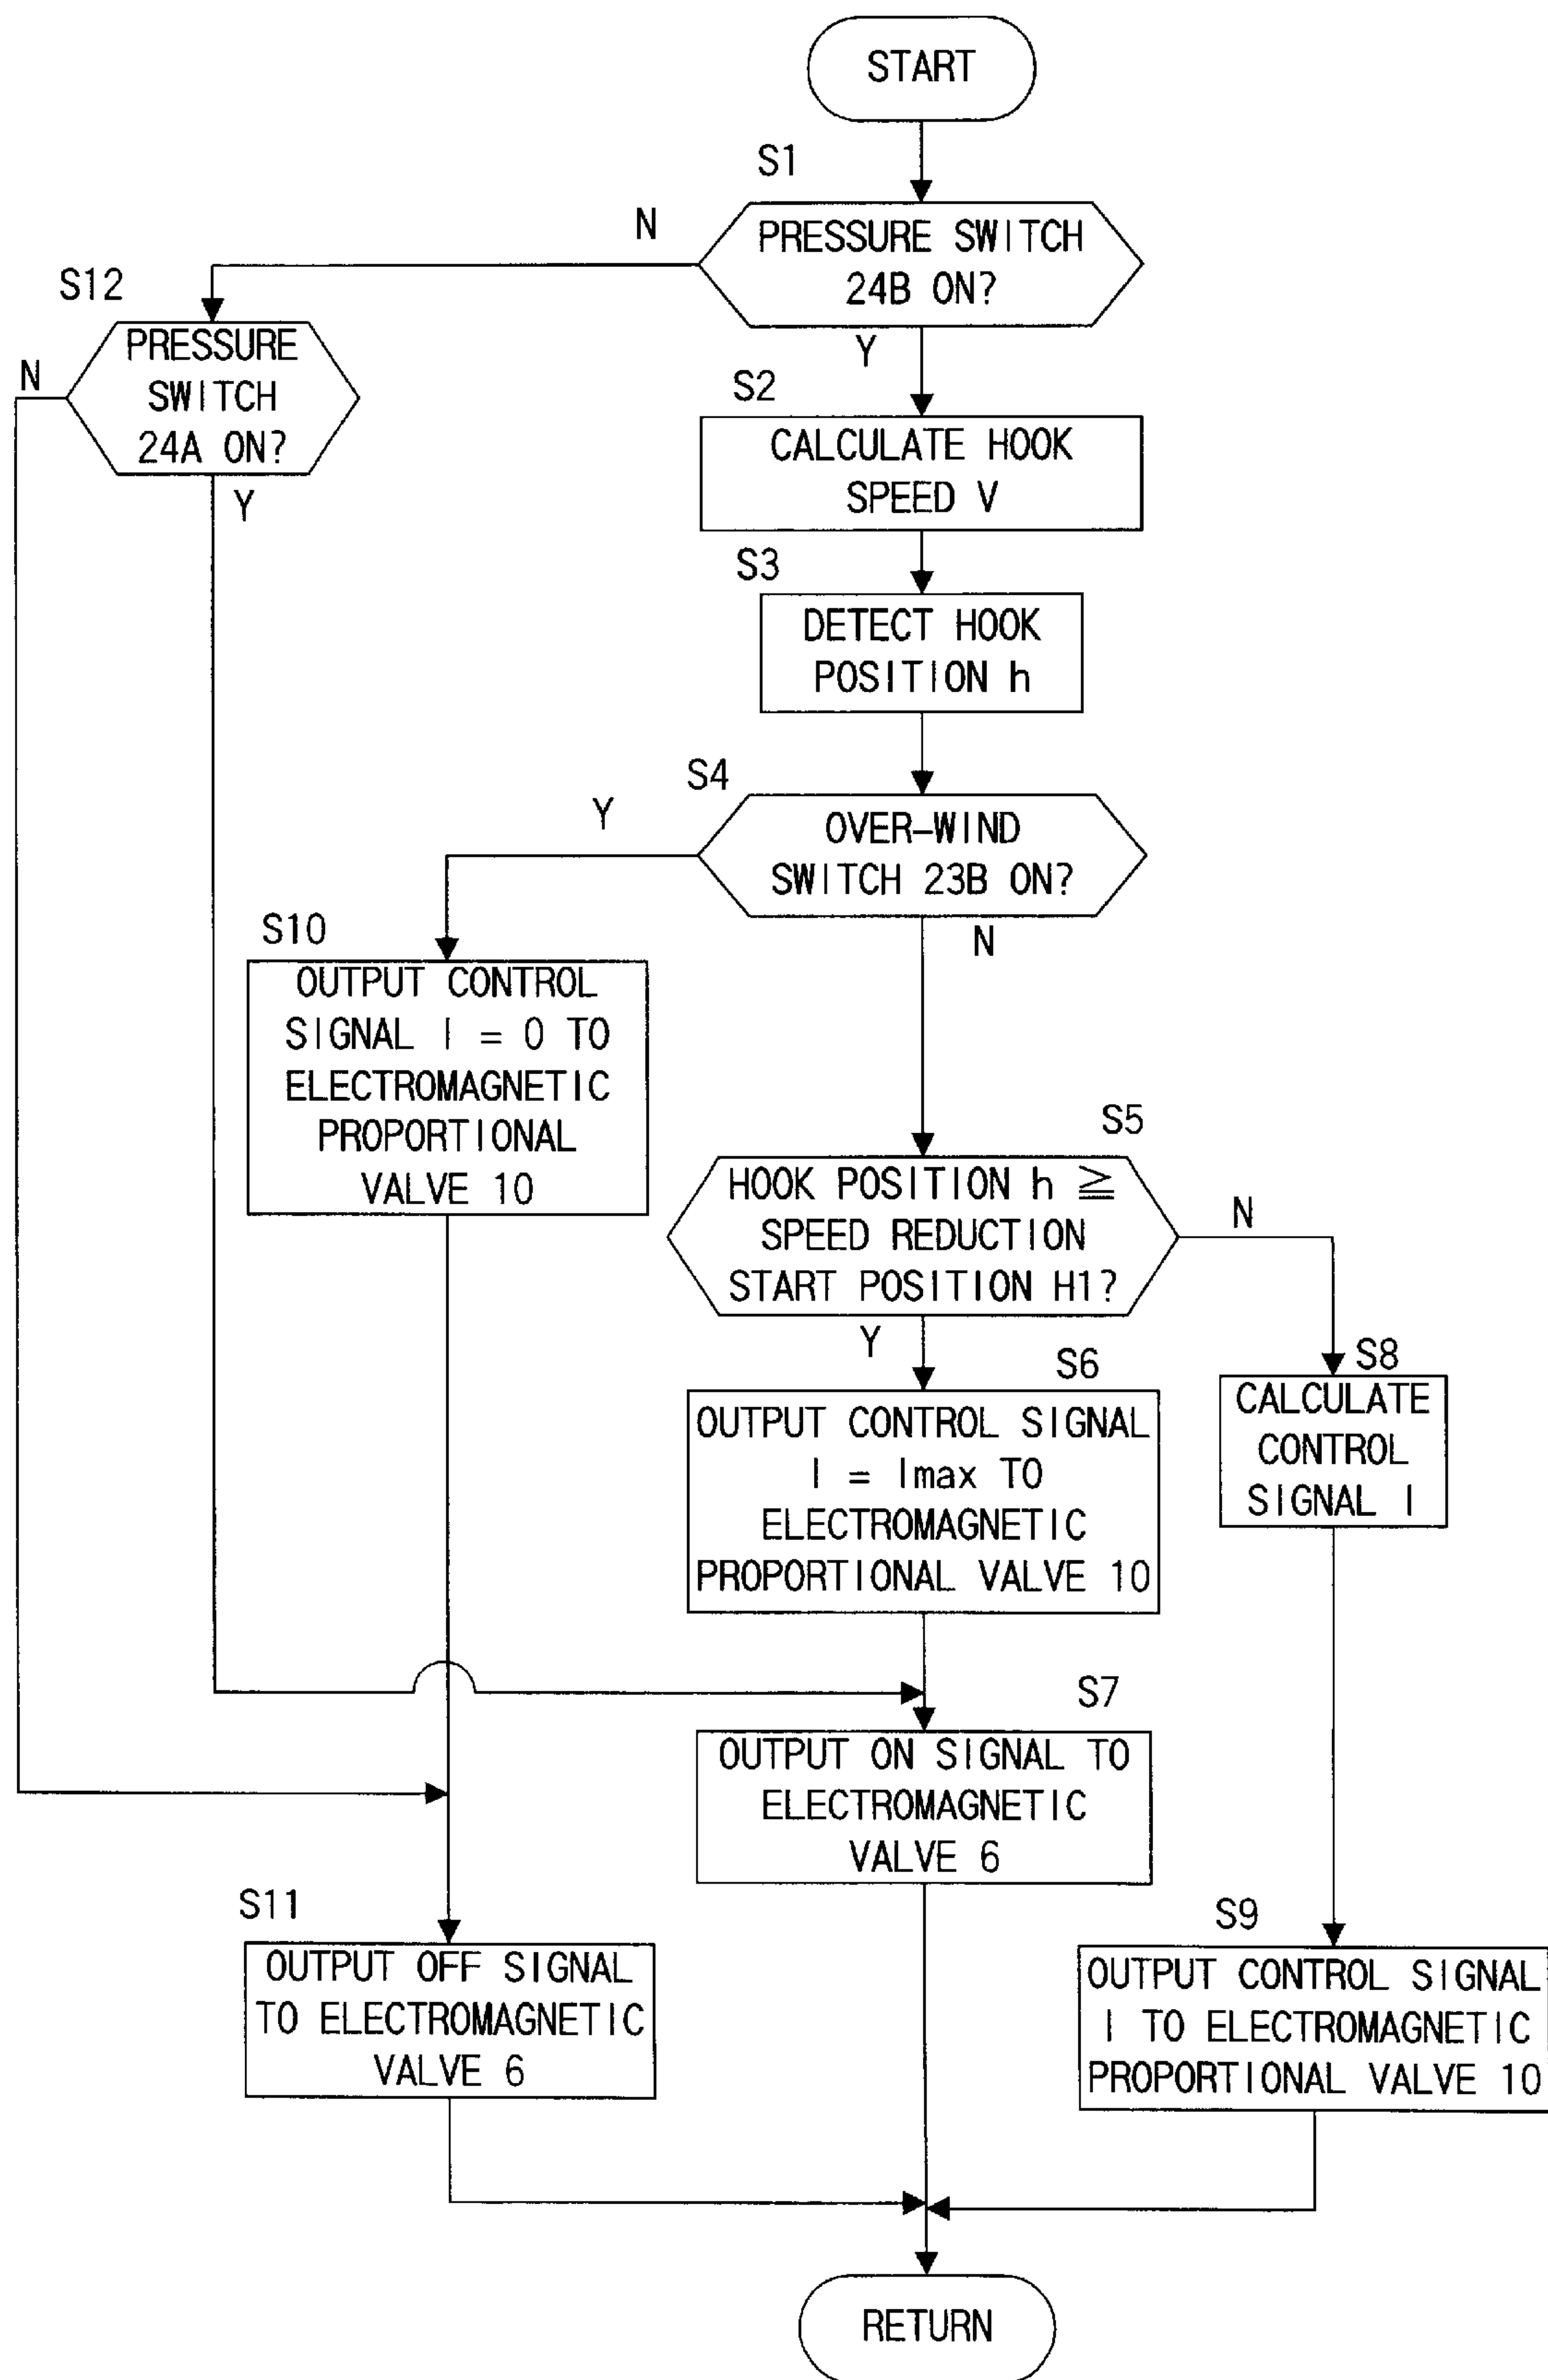 START
S1
N
PRESSURE SWITCH
24B ON?
Y
S12
PRESSURE
SWITCH
24A ON?
N
Y
S2
CALCULATE HOOK
SPEED V
S3
DETECT HOOK
POSITION h
S4
Y
OVER-WIND
SWITCH 23B ON?
N
S10
OUTPUT CONTROL
SIGNAL I = 0 TO
ELECTROMAGNETIC
PROPORTIONAL
VALVE 10
S5
HOOK POSITION h ≧
SPEED REDUCTION
START POSITION H1?
N
Y
S6
OUTPUT CONTROL SIGNAL
I = Imax TO
ELECTROMAGNETIC
PROPORTIONAL VALVE 10
S8
CALCULATE
CONTROL
SIGNAL I
S7
OUTPUT ON SIGNAL TO
ELECTROMAGNETIC
VALVE 6
S11
OUTPUT OFF SIGNAL
TO ELECTROMAGNETIC
VALVE 6
S9
OUTPUT CONTROL SIGNAL
I TO ELECTROMAGNETIC
PROPORTIONAL VALVE 10
RETURN